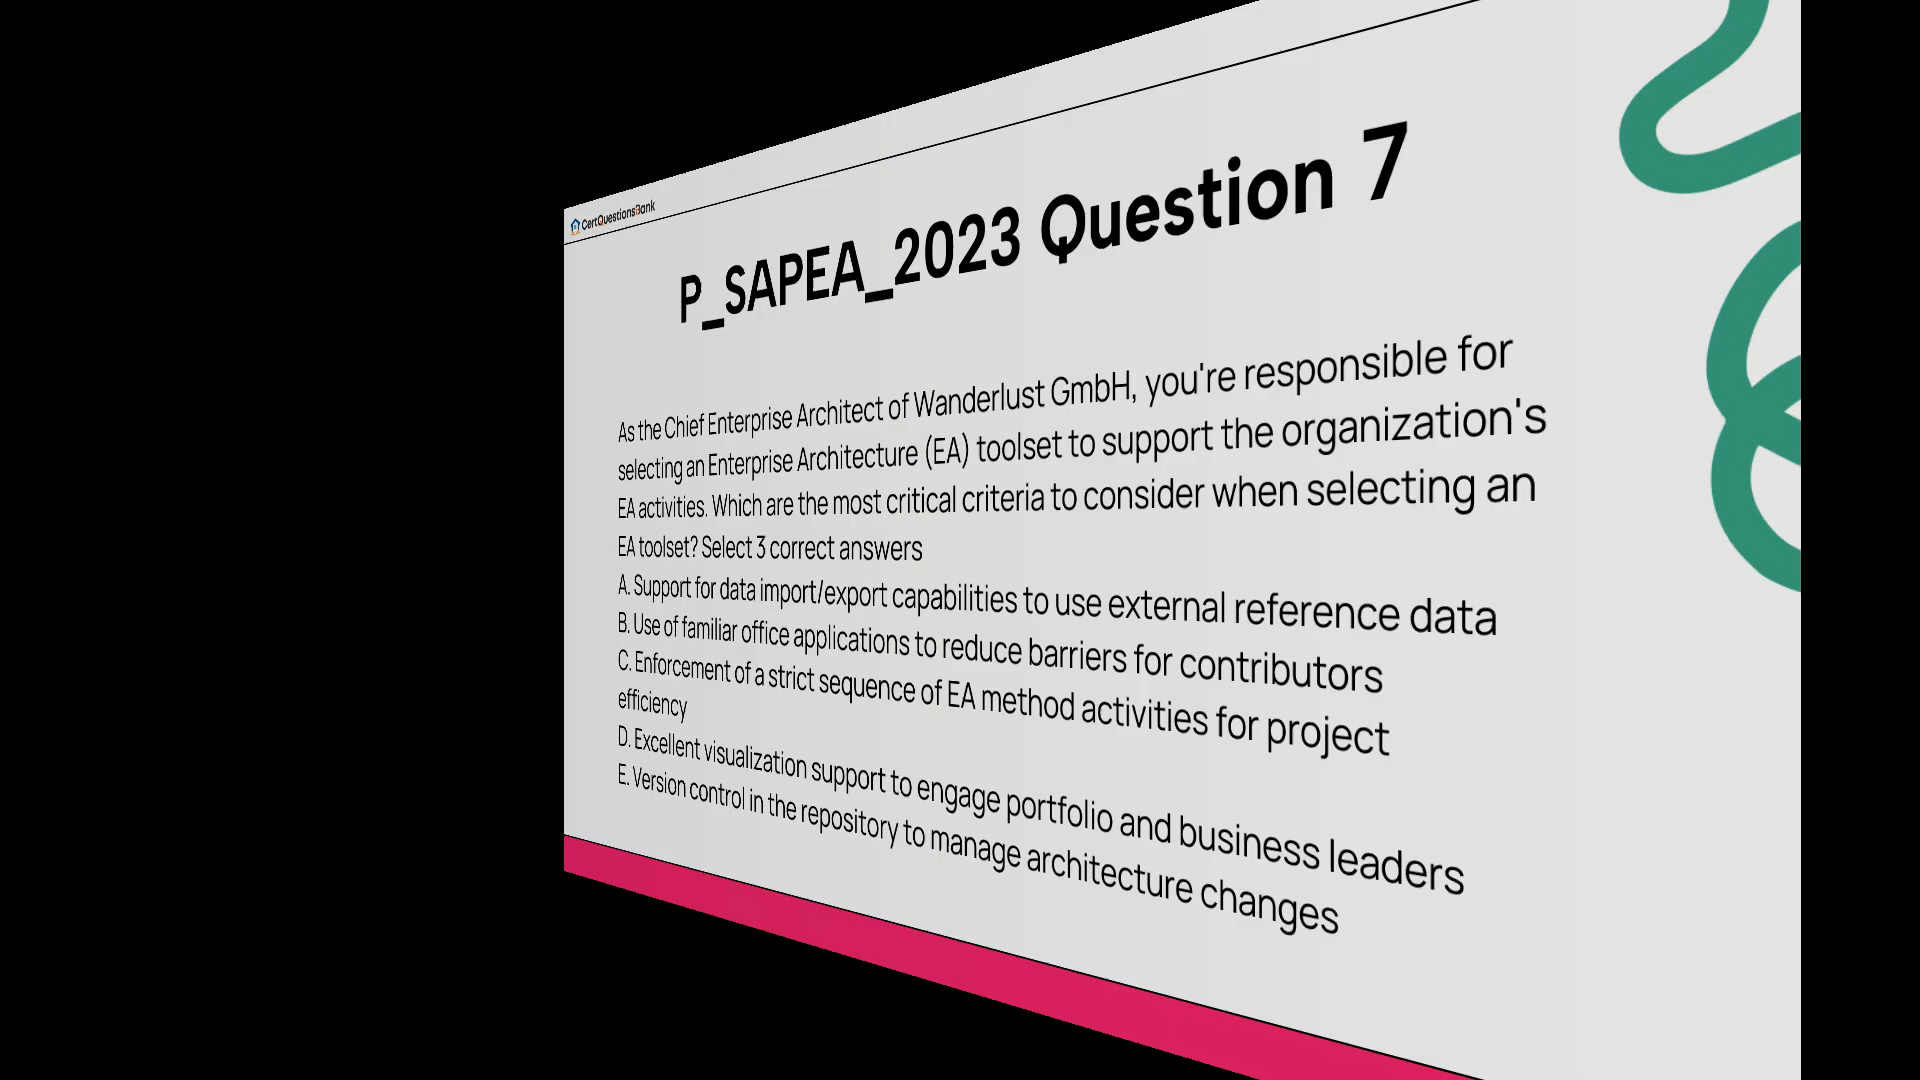 CertQuestionsBank
P_SAPEA_2023 Question 7
As the Chief Enterprise Architect of Wanderlust GmbH, you're responsible for
selecting an Enterprise Architecture (EA) toolset to support the organization's
EA activities. Which are the most critical criteria to consider when selecting an
EA toolset? Select 3 correct answers
A. Support for data import/export capabilities to use external reference data
B. Use of familiar office applications to reduce barriers for contributors
C. Enforcement of a strict sequence of EA method activities for project
efficiency
D. Excellent visualization support to engage portfolio and business leaders
E. Version control in the repository to manage architecture changes